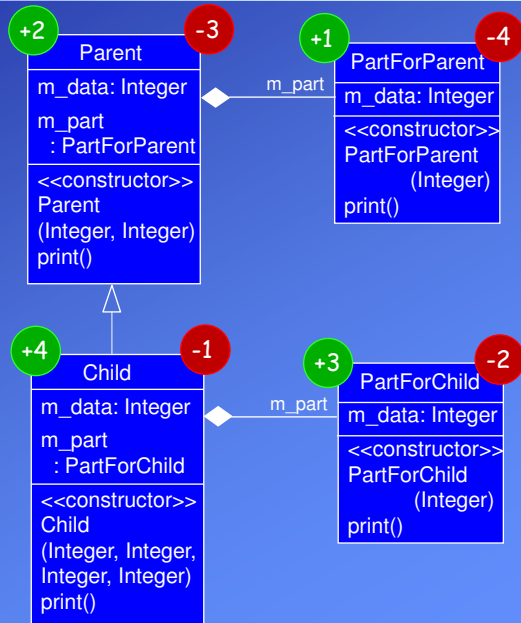 +2
-3
Parent
m_data: Integer
m_part
: PartForParent
<<constructor>>
Parent
(Integer, Integer)
print()
m_part
+1
-4
PartForParent
m_data: Integer
<<constructor>>
PartForParent
(Integer)
print()
+4
-1
Child
m_data: Integer
m_part
: PartForChild
<<constructor>>
Child
(Integer, Integer,
Integer, Integer)
print()
m_part
+3
-2
PartForChild
m_data: Integer
<<constructor>>
PartForChild
(Integer)
print()